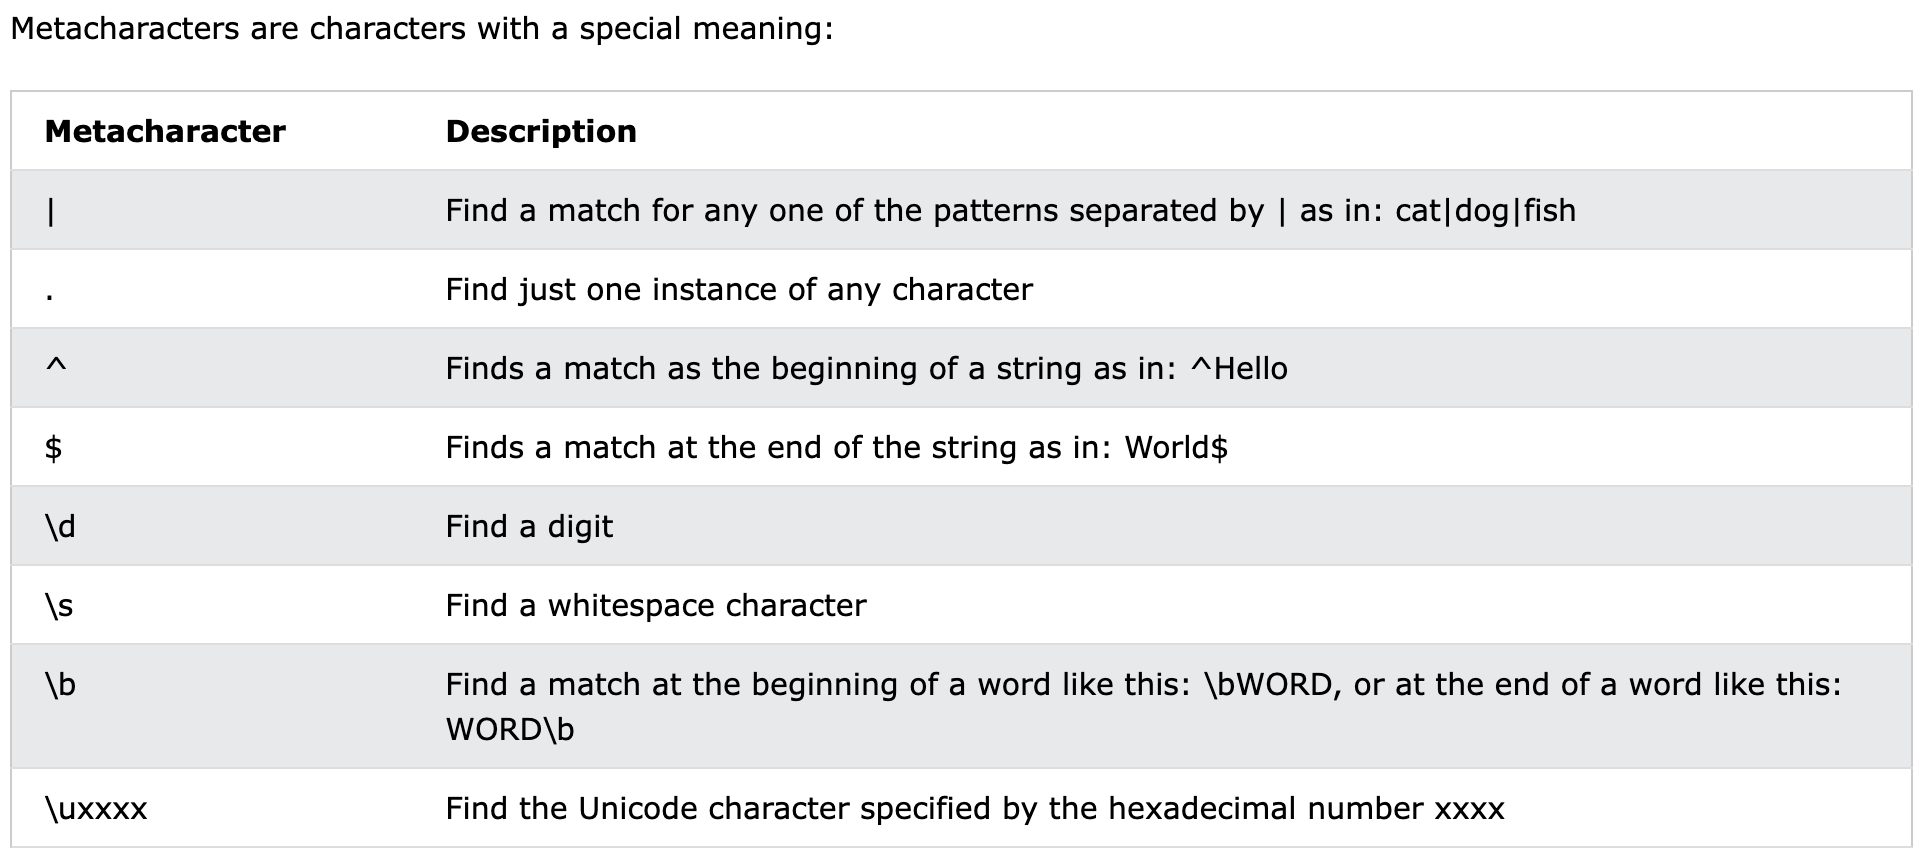 Metacharacters are characters with a special meaning:
Metacharacter Description
| Find a match for any one of the patterns separated by | as in: cat|dog|fish
. Find just one instance of any character
^ Finds a match as the beginning of a string as in: ^Hello
$ Finds a match at the end of the string as in: World$
\d Find a digit
\s Find a whitespace character
\b Find a match at the beginning of a word like this: \bWORD, or at the end of a word like this:
WORD\b
\uxxxx Find the Unicode character specified by the hexadecimal number xxxx